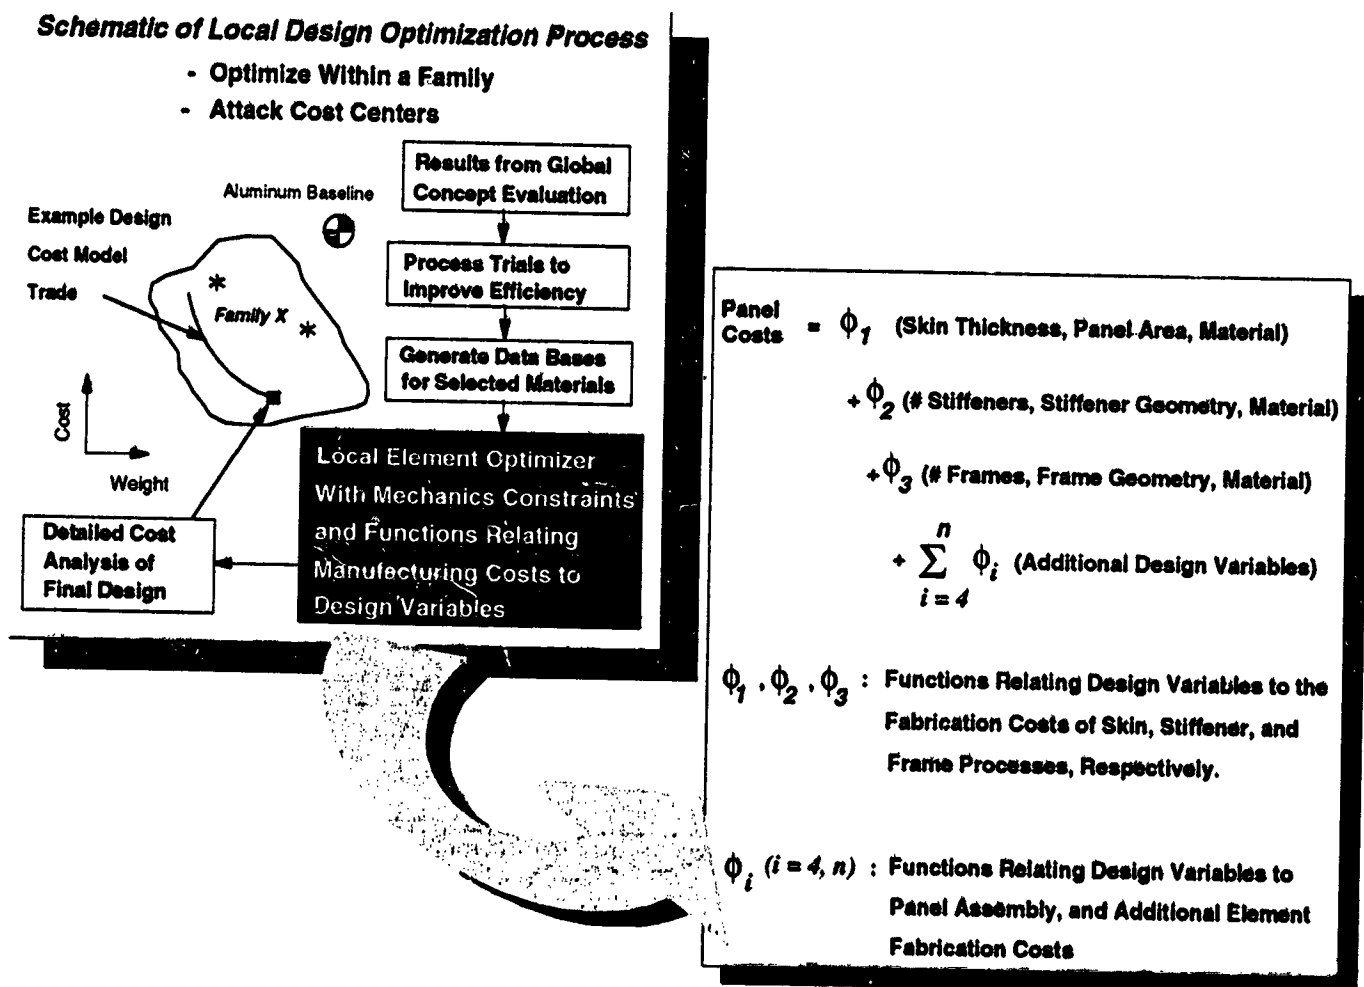 Schematic of Local Design Optimization Process
- Optimize Within a Family
- Attack Cost Centers
Results from Global
Concept Evaluation
Aluminum Baseline
Example Design
Cost Model
Trade
Process Trials to
Improve Efficiency
* Family X *
Generate Data Bases
for Selected Materials
Cost
Weight
Local Element Optimizer
With Mechanics Constraints
and Functions Relating
Manufacturing Costs to
Design Variables
Detailed Cost
Analysis of
Final Design
Panel
Costs = ϕ1 (Skin Thickness, Panel Area, Material)
+ ϕ2 (# Stiffeners, Stiffener Geometry, Material)
+ ϕ3 (# Frames, Frame Geometry, Material)
n
+ ∑ ϕi (Additional Design Variables)
i = 4
ϕ1 , ϕ2 , ϕ3 : Functions Relating Design Variables to the
Fabrication Costs of Skin, Stiffener, and
Frame Processes, Respectively.
ϕi (i = 4, n) : Functions Relating Design Variables to
Panel Assembly, and Additional Element
Fabrication Costs